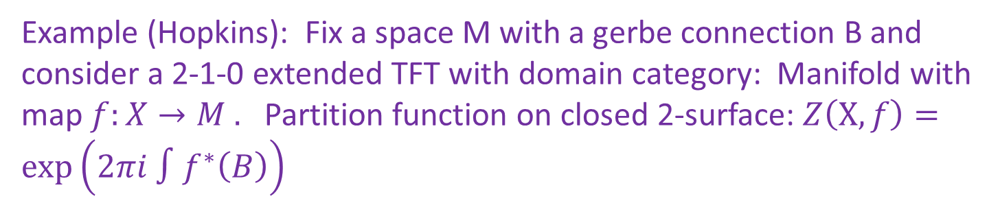 Example (Hopkins): Fix a space M with a gerbe connection B and
consider a 2-1-0 extended TFT with domain category: Manifold with
map 𝑓: 𝑋 → 𝑀 . Partition function on closed 2-surface: 𝑍(X, 𝑓) =
exp (2𝜋𝑖 ∫ 𝑓*(𝐵))